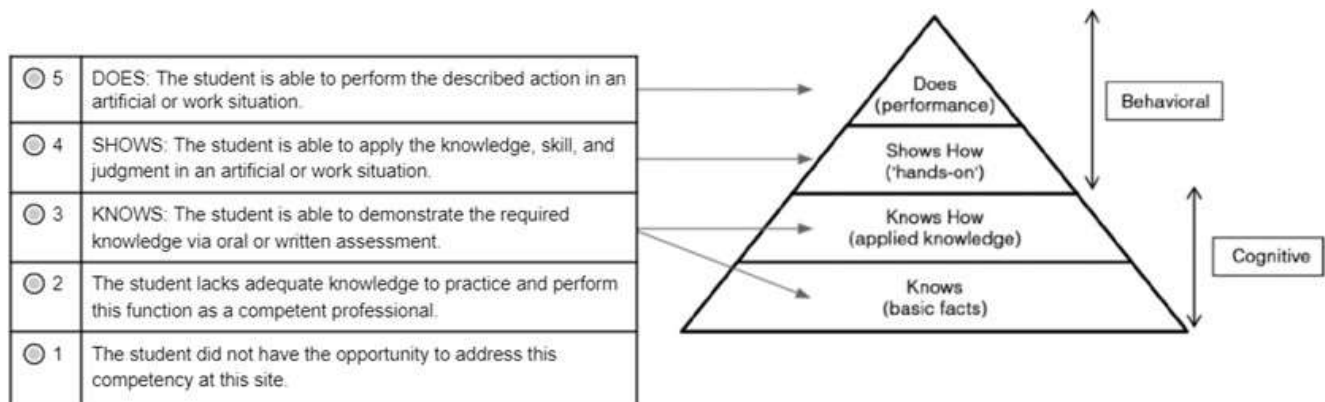 5 DOES: The student is able to perform the described action in an
artificial or work situation.
4 SHOWS: The student is able to apply the knowledge, skill, and
judgment in an artificial or work situation.
3 KNOWS: The student is able to demonstrate the required
knowledge via oral or written assessment.
2 The student lacks adequate knowledge to practice and perform
this function as a competent professional.
1 The student did not have the opportunity to address this
competency at this site.
Does
(performance)
Shows How
('hands-on')
Knows How
(applied knowledge)
Knows
(basic facts)
Behavioral
Cognitive